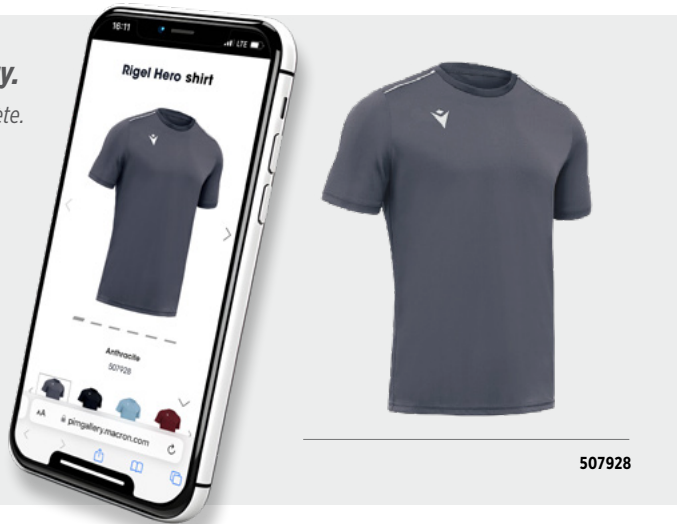 y.
ete.
16:11
LTE
Rigel Hero shirt
Anthracite
507928
AA
pimgallery.macron.com
507928